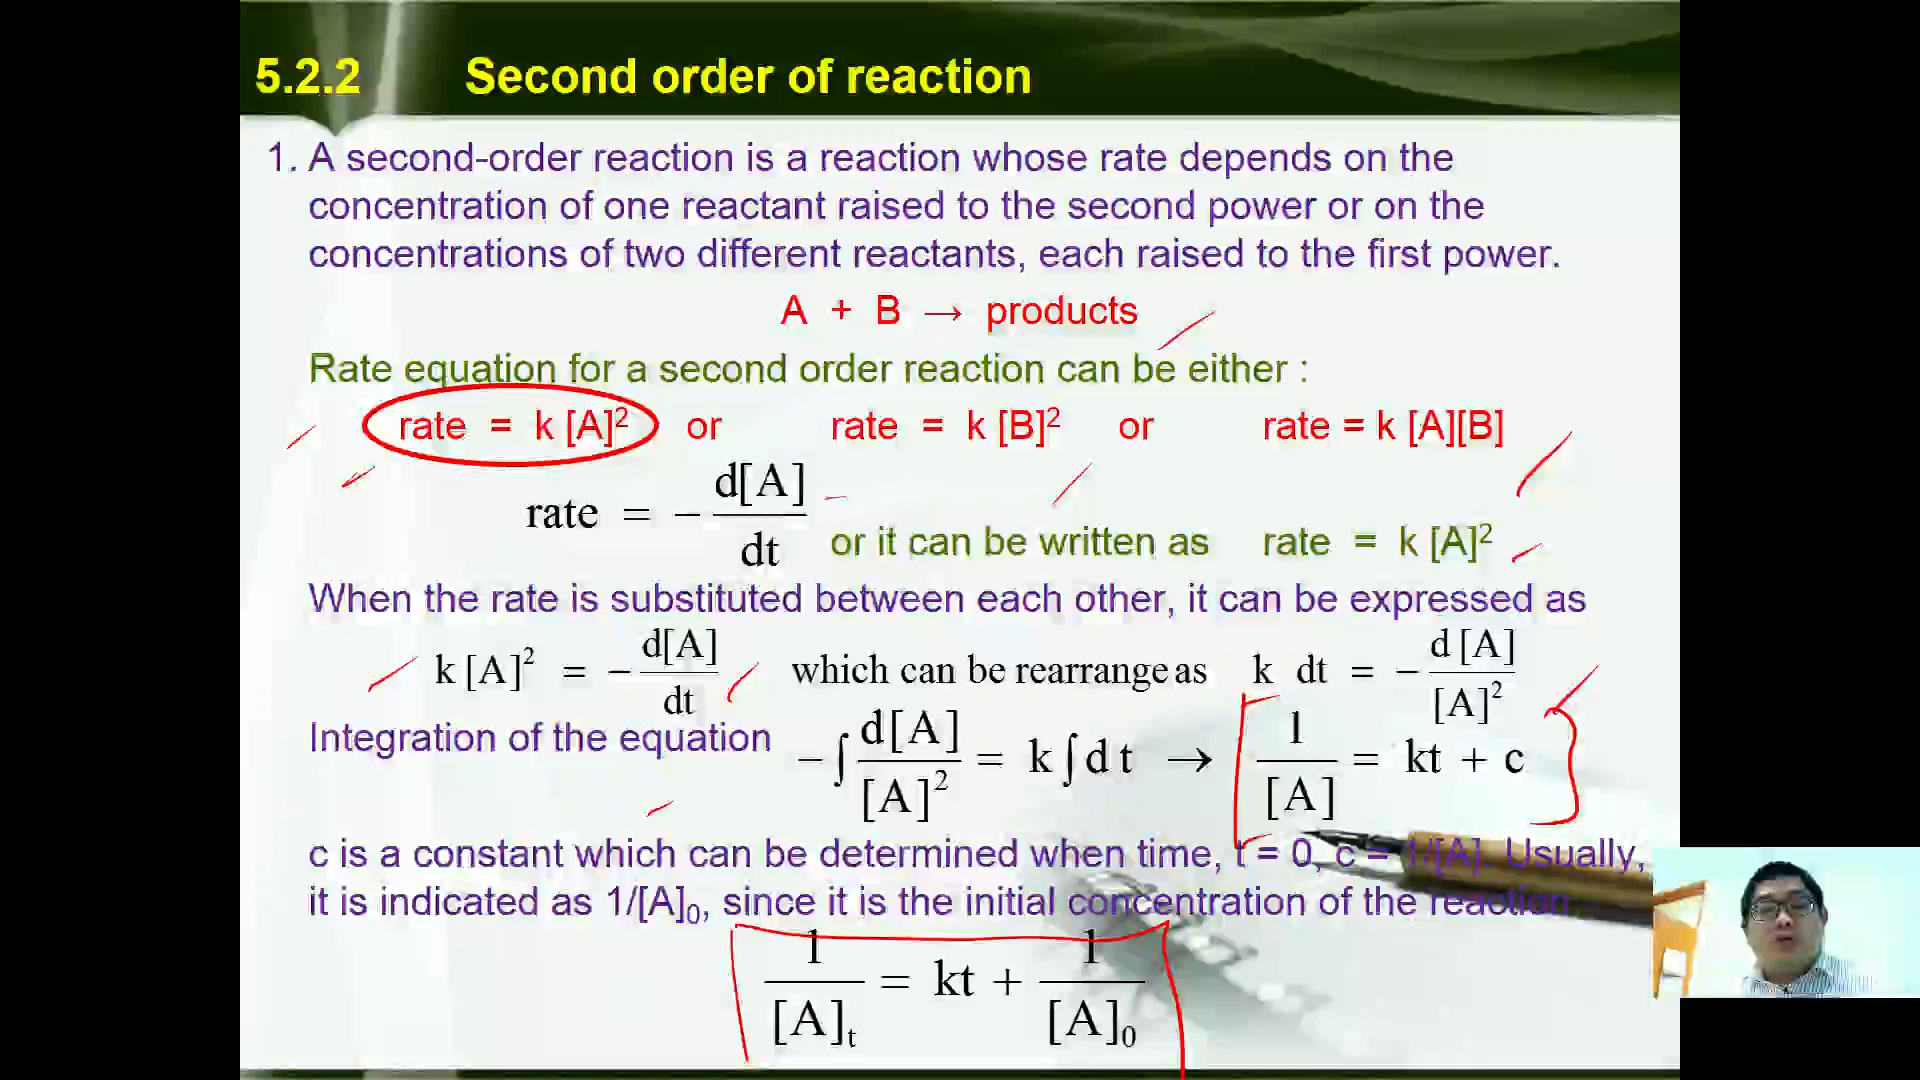 5.2.2 Second order of reaction
1. A second-order reaction is a reaction whose rate depends on the
concentration of one reactant raised to the second power or on the
concentrations of two different reactants, each raised to the first power.
A + B → products
Rate equation for a second order reaction can be either :
rate = k [A]² or rate = k [B]² or rate = k [A][B]
rate = − d[A]/dt or it can be written as rate = k [A]²
When the rate is substituted between each other, it can be expressed as
k [A]² = − d[A]/dt which can be rearrange as k dt = − d [A]/[A]²
Integration of the equation − ∫ d[A]/[A]² = k ∫ d t → 1/[A] = kt + c
c is a constant which can be determined when time, t = 0, c = 1/[A]. Usually,
it is indicated as 1/[A]₀, since it is the initial concentration of the reaction
1/[A]ₜ = kt + 1/[A]₀